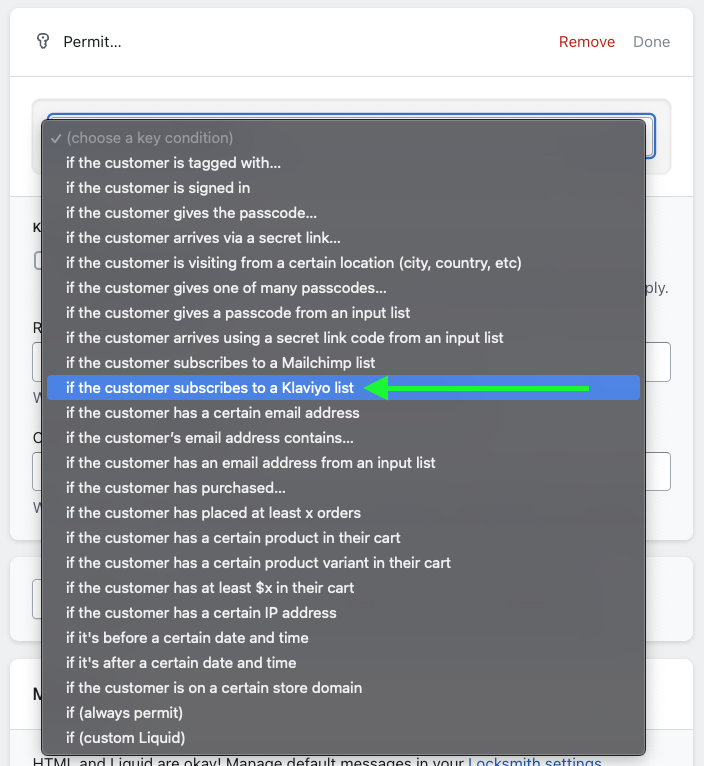 Permit...
Remove
Done
(choose a key condition)
if the customer is tagged with...
if the customer is signed in
if the customer gives the passcode...
if the customer arrives via a secret link...
if the customer is visiting from a certain location (city, country, etc)
if the customer gives one of many passcodes...
ply.
if the customer gives a passcode from an input list
if the customer arrives using a secret link code from an input list
if the customer subscribes to a Mailchimp list
if the customer subscribes to a Klaviyo list
if the customer has a certain email address
if the customer’s email address contains...
if the customer has an email address from an input list
if the customer has purchased...
if the customer has placed at least x orders
if the customer has a certain product in their cart
if the customer has a certain product variant in their cart
if the customer has at least $x in their cart
if the customer has a certain IP address
if it's before a certain date and time
if it's after a certain date and time
if the customer is on a certain store domain
if (always permit)
if (custom Liquid)
HTML and Liquid are okay! Manage default messages in your Locksmith settings